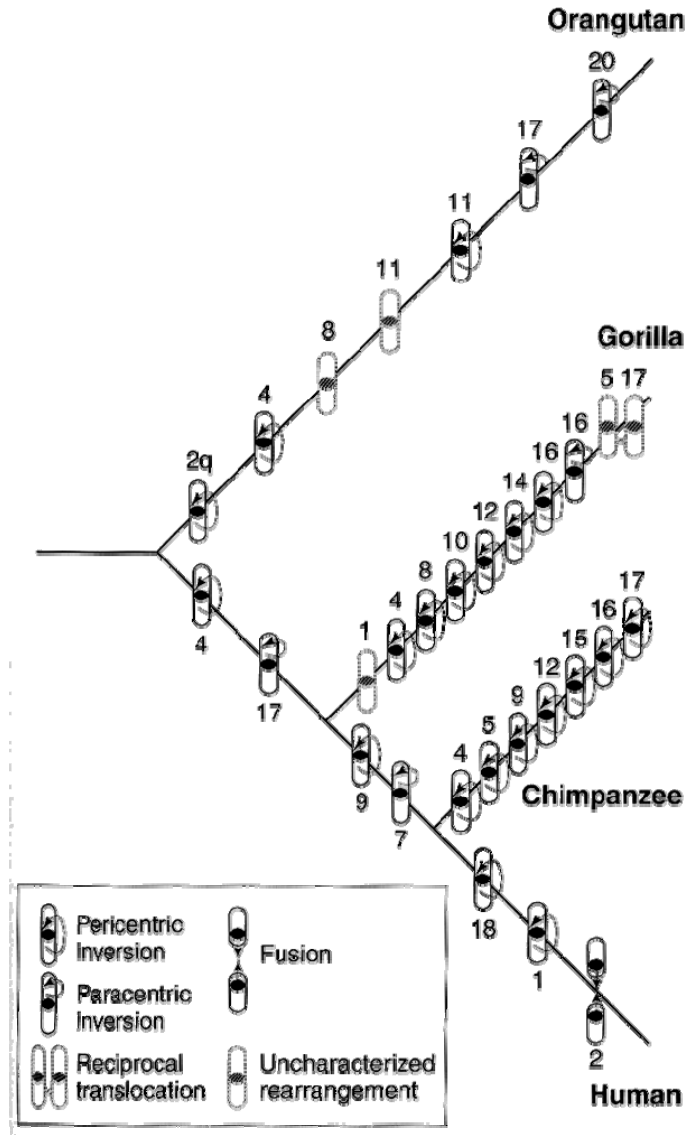 Orangutan
20
17
11
11
8
4
2q
Gorilla
5 17
16
16
14
12
10
8
4
1
4
17
17
16
15
12
9
5
4
9
7
Chimpanzee
18
1
2
Human
Pericentric
Inversion
Paracentric
Inversion
Reciprocal
translocation
Fusion
Uncharacterized
rearrangement